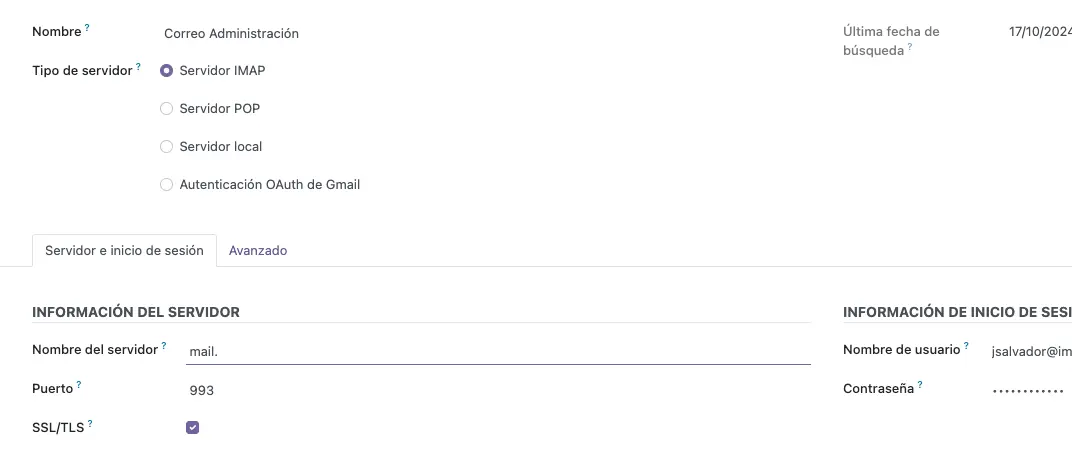 Nombre ? Correo Administración
Última fecha de búsqueda ? 17/10/2024
Tipo de servidor ? Servidor IMAP
Servidor POP
Servidor local
Autenticación OAuth de Gmail
Servidor e inicio de sesión Avanzado
INFORMACIÓN DEL SERVIDOR
Nombre del servidor ? mail.
Puerto ? 993
SSL/TLS ?
INFORMACIÓN DE INICIO DE SESI
Nombre de usuario ? jsalvador@im
Contraseña ? ••••••••••••